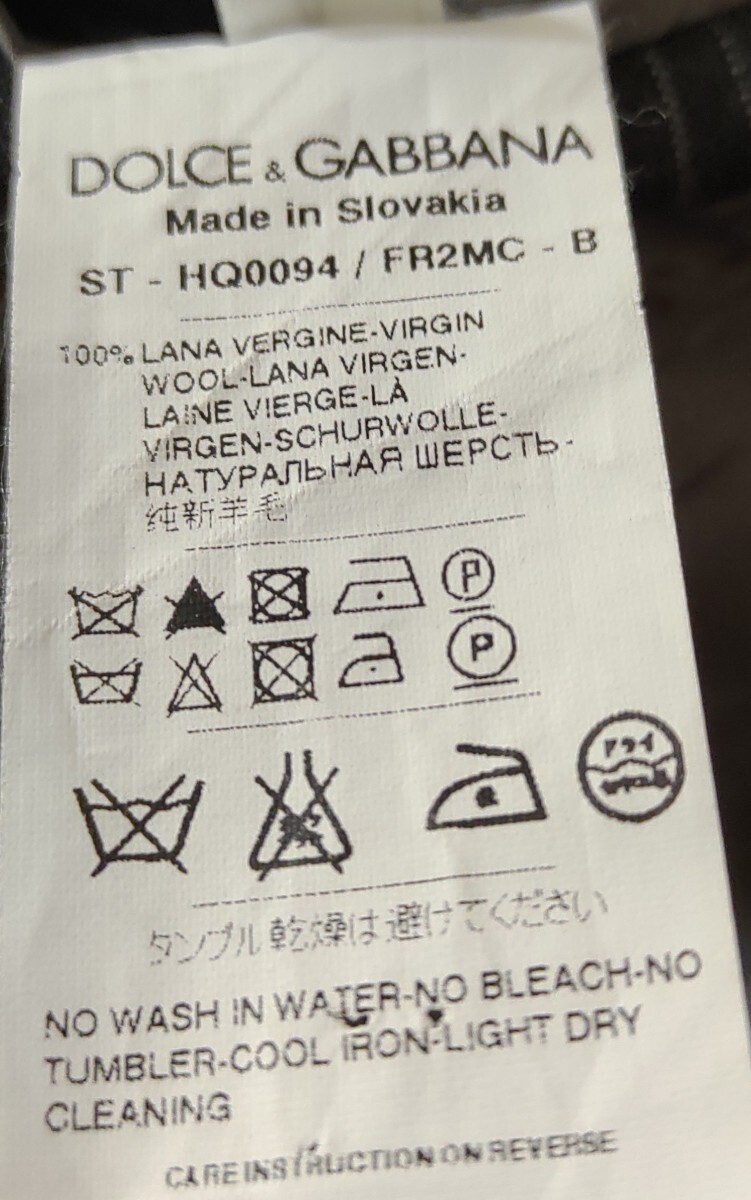 DOLCE & GABBANA
Made in Slovakia
ST - HQ0094 / FR2MC - B
100% LANA VERGINE-VIRGIN
WOOL-LANA VIRGEN-
LAINE VIERGE-LÀ
VIRGEN-SCHURWOLLE-
НАТУРАЛЬНАЯ ШЕРСТЬ-
纯新羊毛
P
P
ドライ
タンブル乾燥は避けてください
NO WASH IN WATER-NO BLEACH-NO
TUMBLER-COOL IRON-LIGHT DRY
CLEANING
CARE INSTRUCTION ON REVERSE